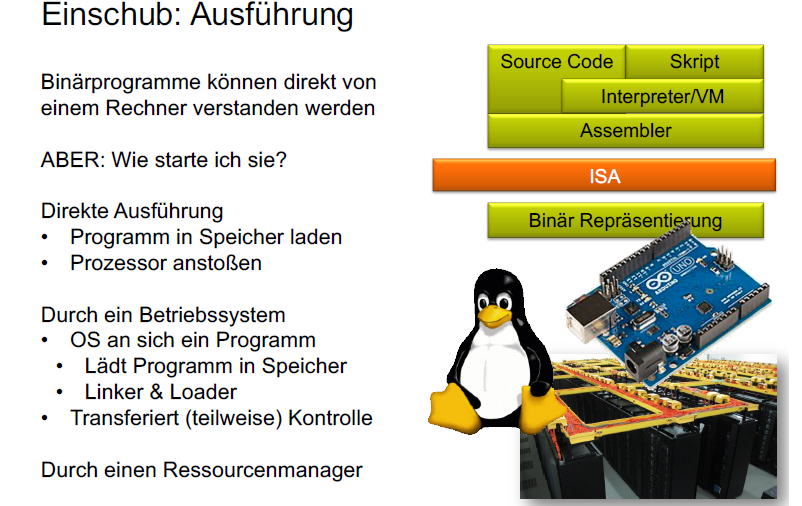 Einschub: Ausführung
Binärprogramme können direkt von
einem Rechner verstanden werden
ABER: Wie starte ich sie?
Direkte Ausführung
• Programm in Speicher laden
• Prozessor anstoßen
Durch ein Betriebssystem
• OS an sich ein Programm
• Lädt Programm in Speicher
• Linker & Loader
• Transferiert (teilweise) Kontrolle
Durch einen Ressourcenmanager
Source Code
Skript
Interpreter/VM
Assembler
ISA
Binär Repräsentierung
UNO
ARDUINO